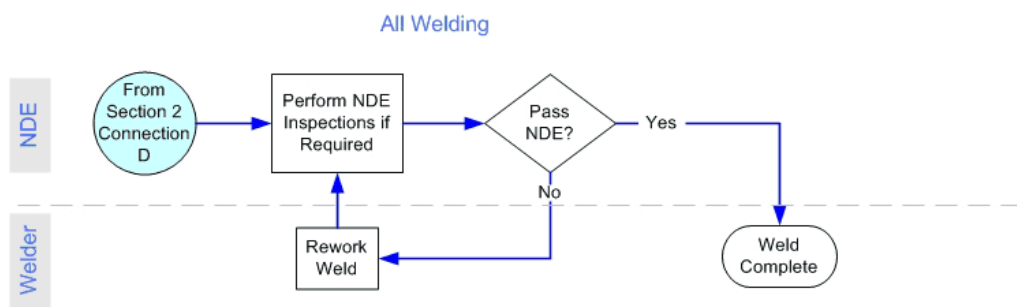 All Welding
NDE
From
Section 2
Connection
D
Perform NDE
Inspections if
Required
Pass
NDE?
Yes
No
Welder
Rework
Weld
Weld
Complete